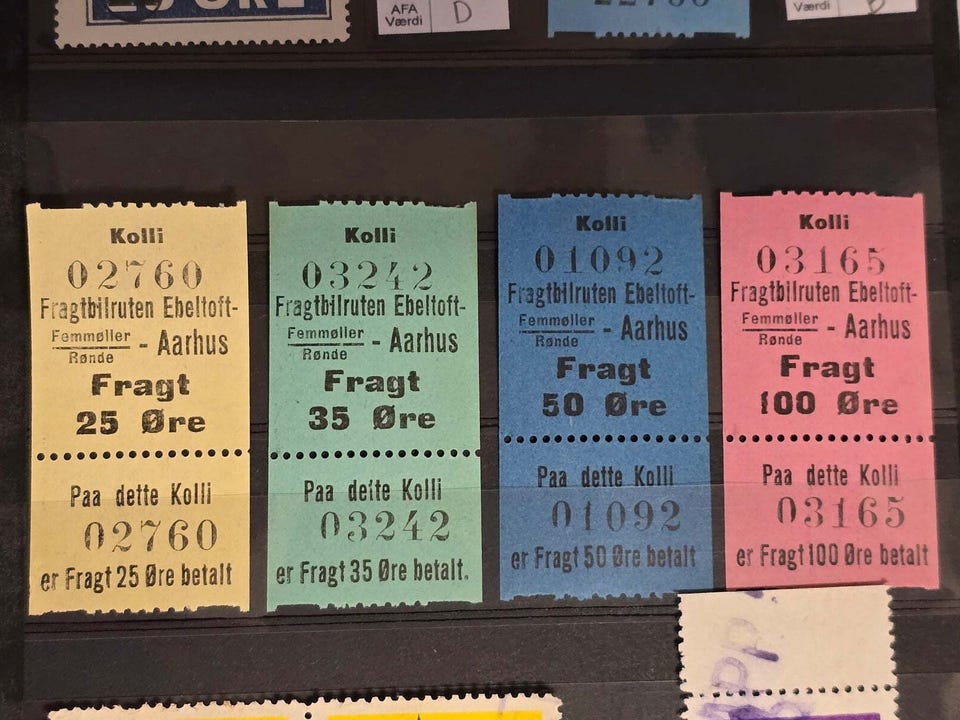 25 ØRE
AFA
Værdi
D
22760
Værdi
Kolli
02760
Fragtbilruten Ebeltoft-
Femmøller
Rønde
- Aarhus
Fragt
25 Øre
Paa dette Kolli
02760
er Fragt 25 Øre betalt
Kolli
03242
Fragtbilruten Ebeltoft-
Femmøller
Rønde
- Aarhus
Fragt
35 Øre
Paa dette Kolli
03242
er Fragt 35 Øre betalt.
Kolli
01092
Fragtbilruten Ebeltoft-
Femmøller
Rønde
- Aarhus
Fragt
50 Øre
Paa dette Kolli
01092
er Fragt 50 Øre betalt
Kolli
03165
Fragtbilruten Ebeltoft-
Femmøller
Rønde
- Aarhus
Fragt
100 Øre
Paa dette Kolli
03165
er Fragt 100 Øre betalt